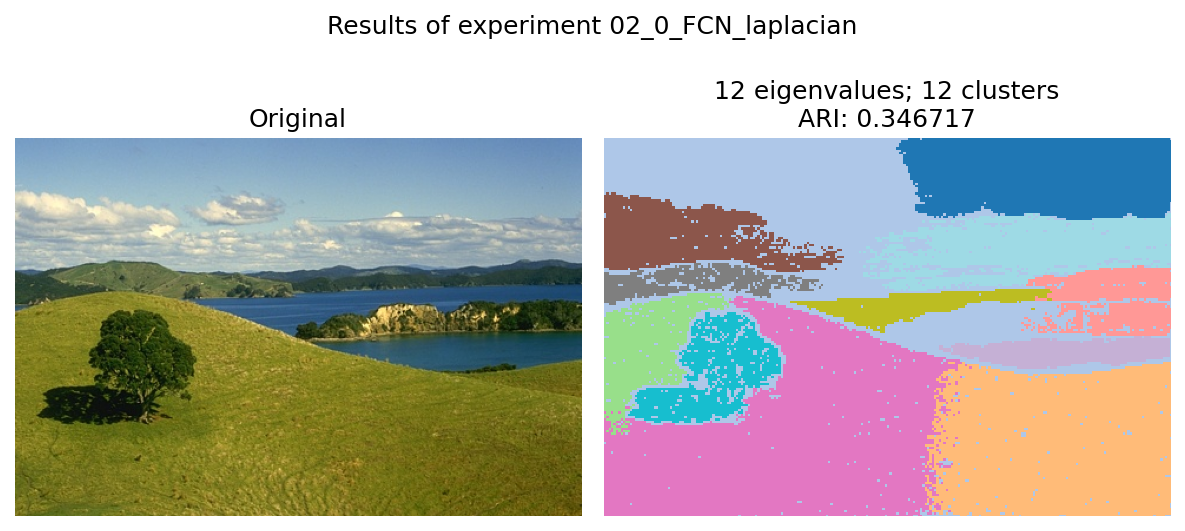 Results of experiment 02_0_FCN_laplacian
Original
12 eigenvalues; 12 clusters
ARI: 0.346717